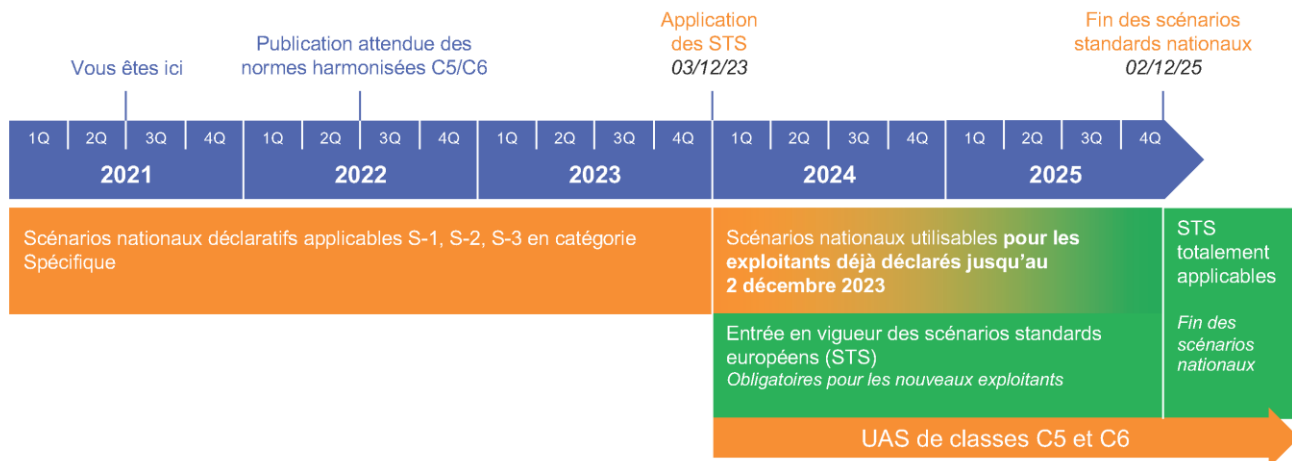 Vous êtes ici
Publication attendue des
normes harmonisées C5/C6
Application
des STS
03/12/23
Fin des scénarios
standards nationaux
02/12/25
1Q 2Q 3Q 4Q 1Q 2Q 3Q 4Q 1Q 2Q 3Q 4Q 1Q 2Q 3Q 4Q 1Q 2Q 3Q 4Q
2021 2022 2023 2024 2025
Scénarios nationaux déclaratifs applicables S-1, S-2, S-3 en catégorie
Spécifique
Scénarios nationaux utilisables pour les
exploitants déjà déclarés jusqu'au
2 décembre 2023
Entrée en vigueur des scénarios standards
européens (STS)
Obligatoires pour les nouveaux exploitants
STS
totalement
applicables
Fin des
scénarios
nationaux
UAS de classes C5 et C6